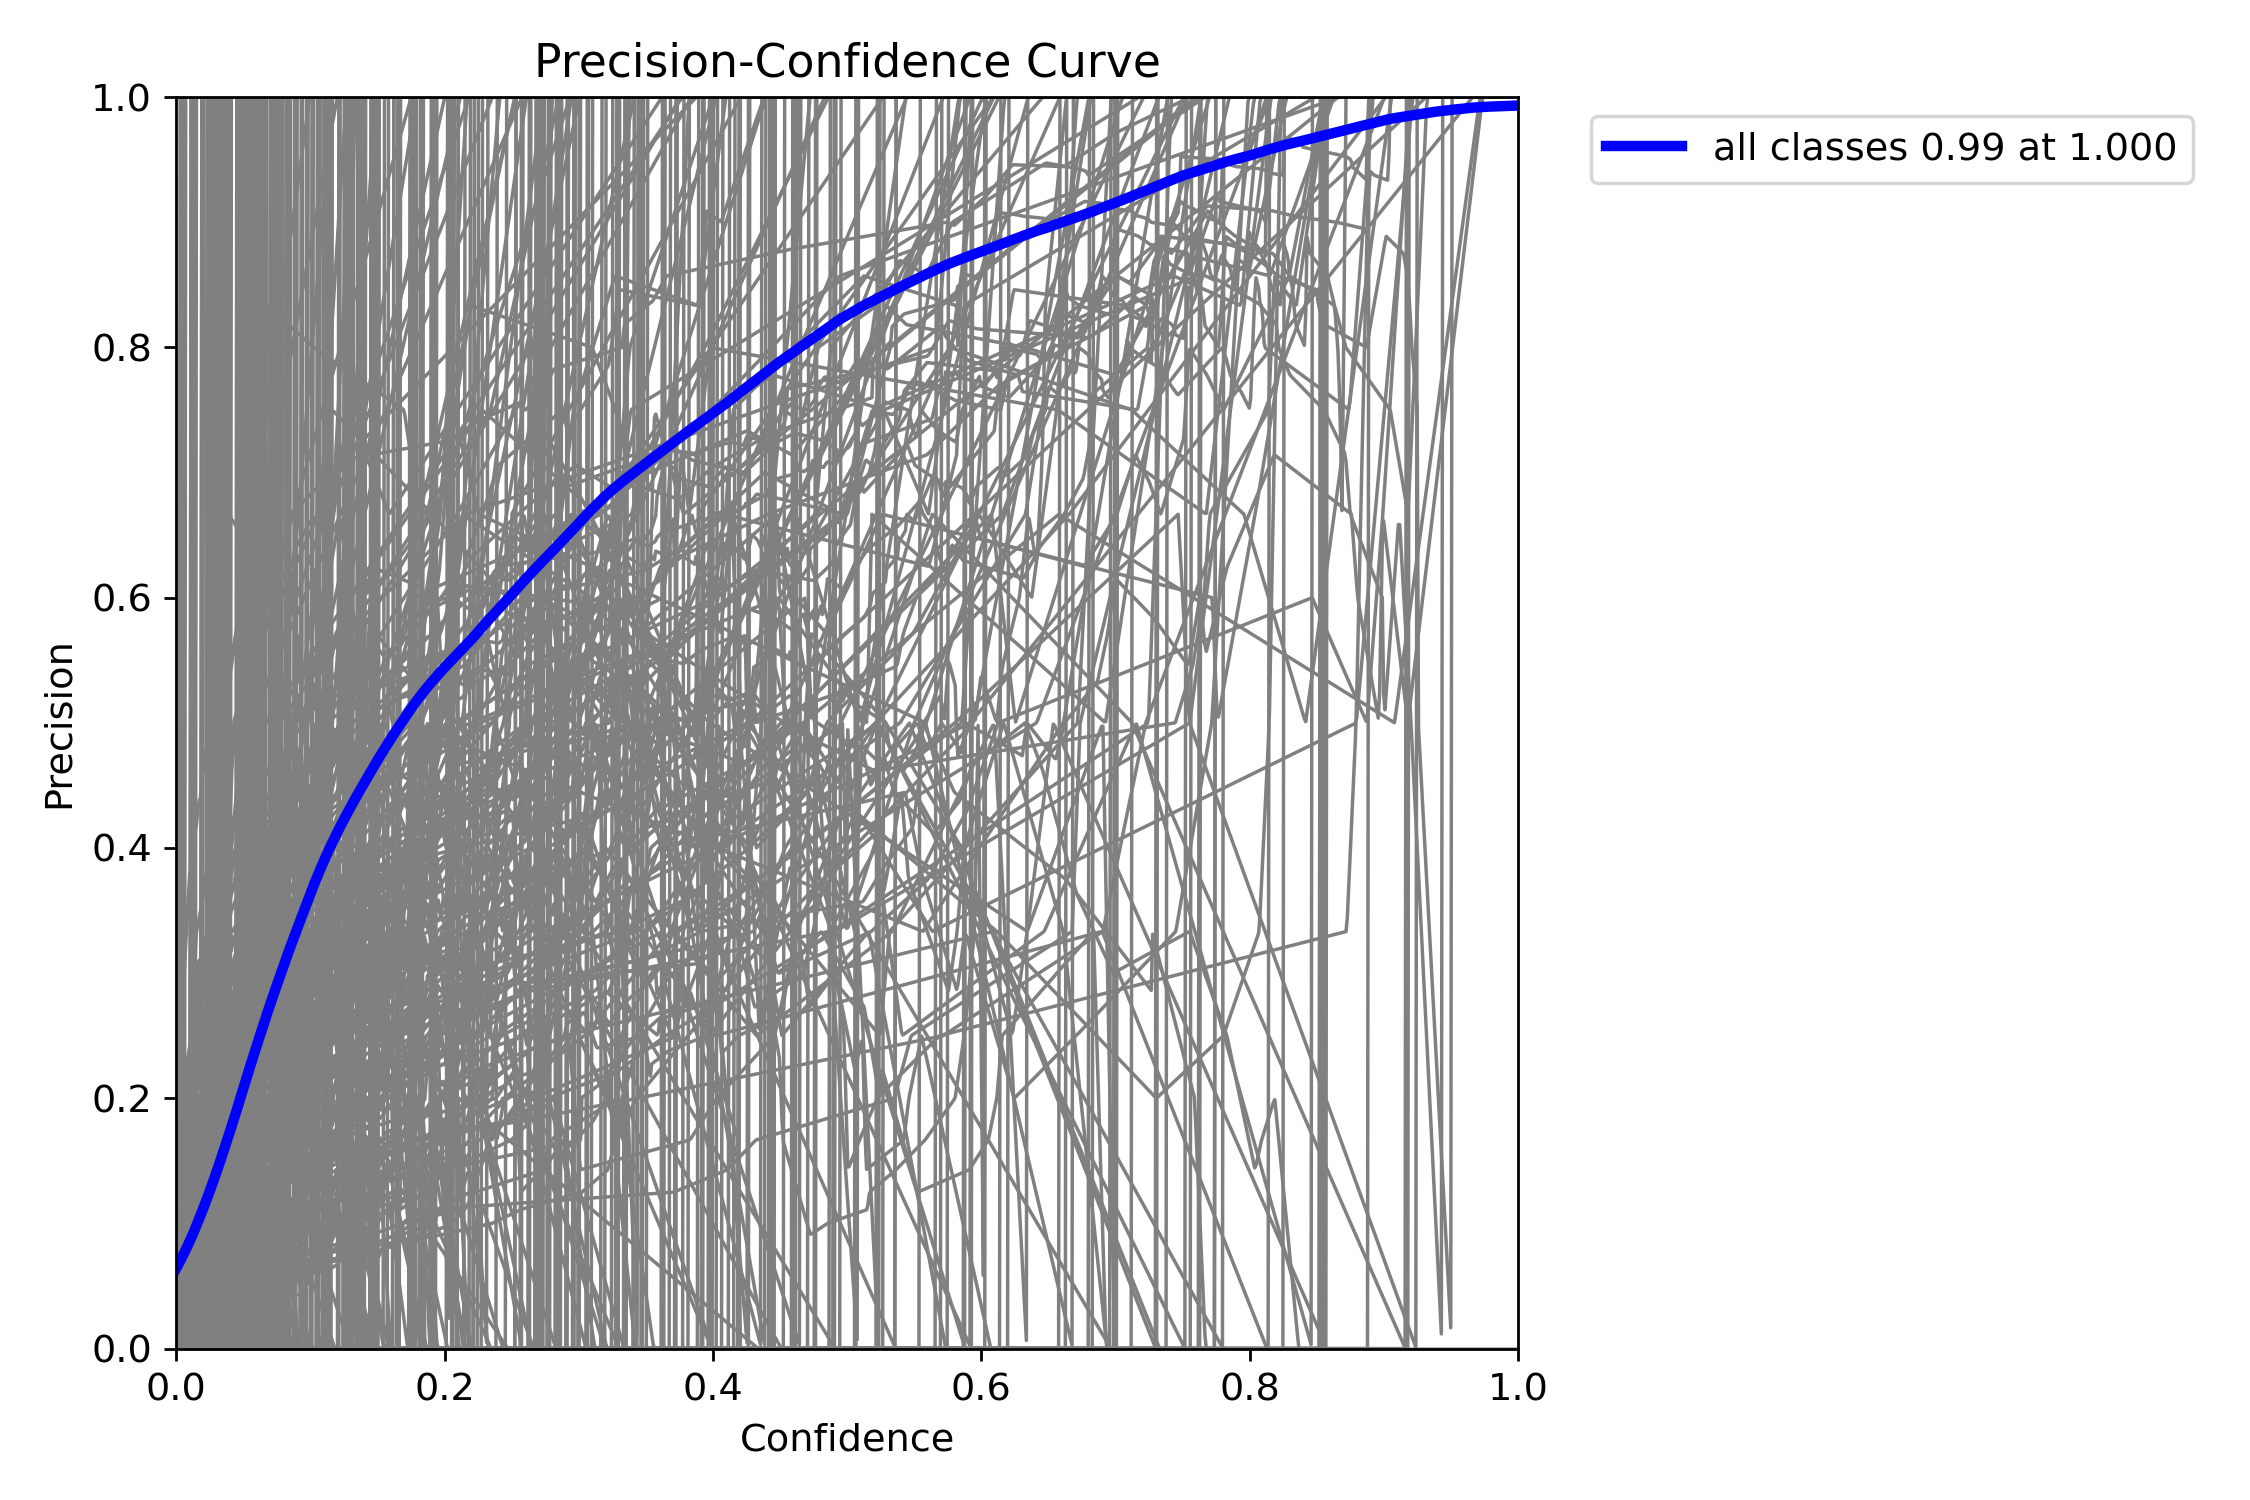 Precision-Confidence Curve
all classes 0.99 at 1.000
Precision
1.0
0.8
0.6
0.4
0.2
0.0
0.0 0.2 0.4 0.6 0.8 1.0
Confidence